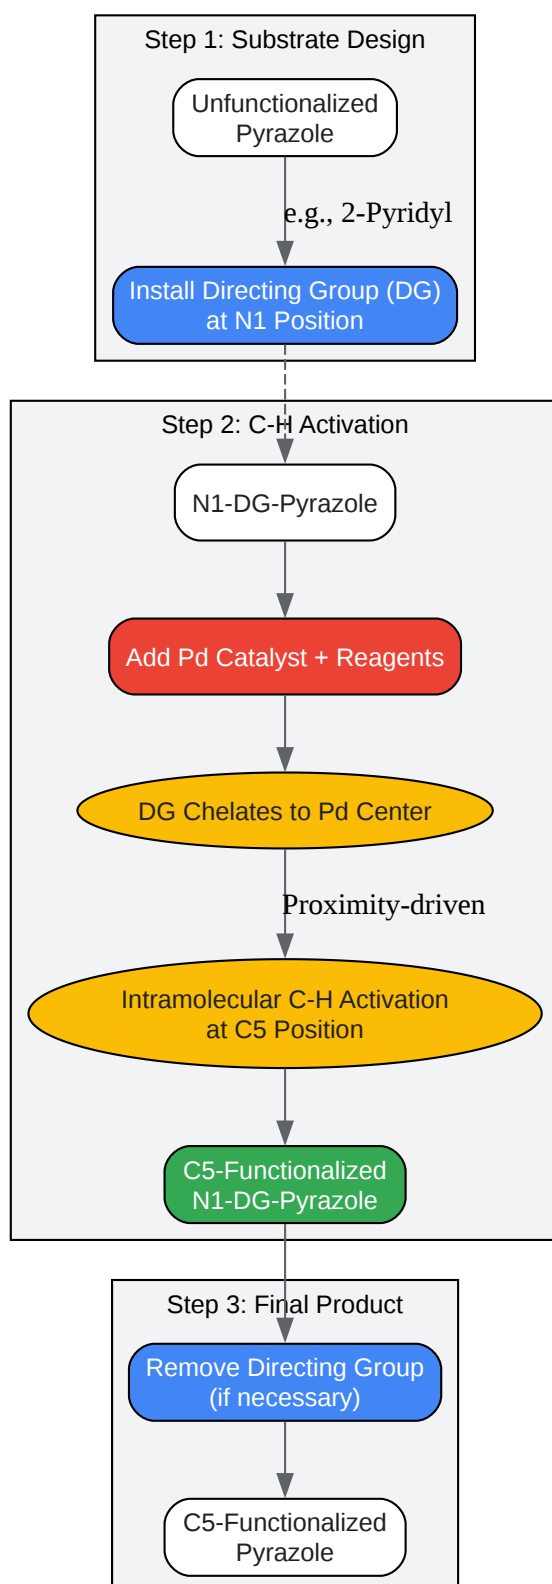 Step 1: Substrate Design
Unfunctionalized
Pyrazole
e.g., 2-Pyridyl
Install Directing Group (DG)
at N1 Position
Step 2: C-H Activation
N1-DG-Pyrazole
Add Pd Catalyst + Reagents
DG Chelates to Pd Center
Proximity-driven
Intramolecular C-H Activation
at C5 Position
C5-Functionalized
N1-DG-Pyrazole
Step 3: Final Product
Remove Directing Group
(if necessary)
C5-Functionalized
Pyrazole